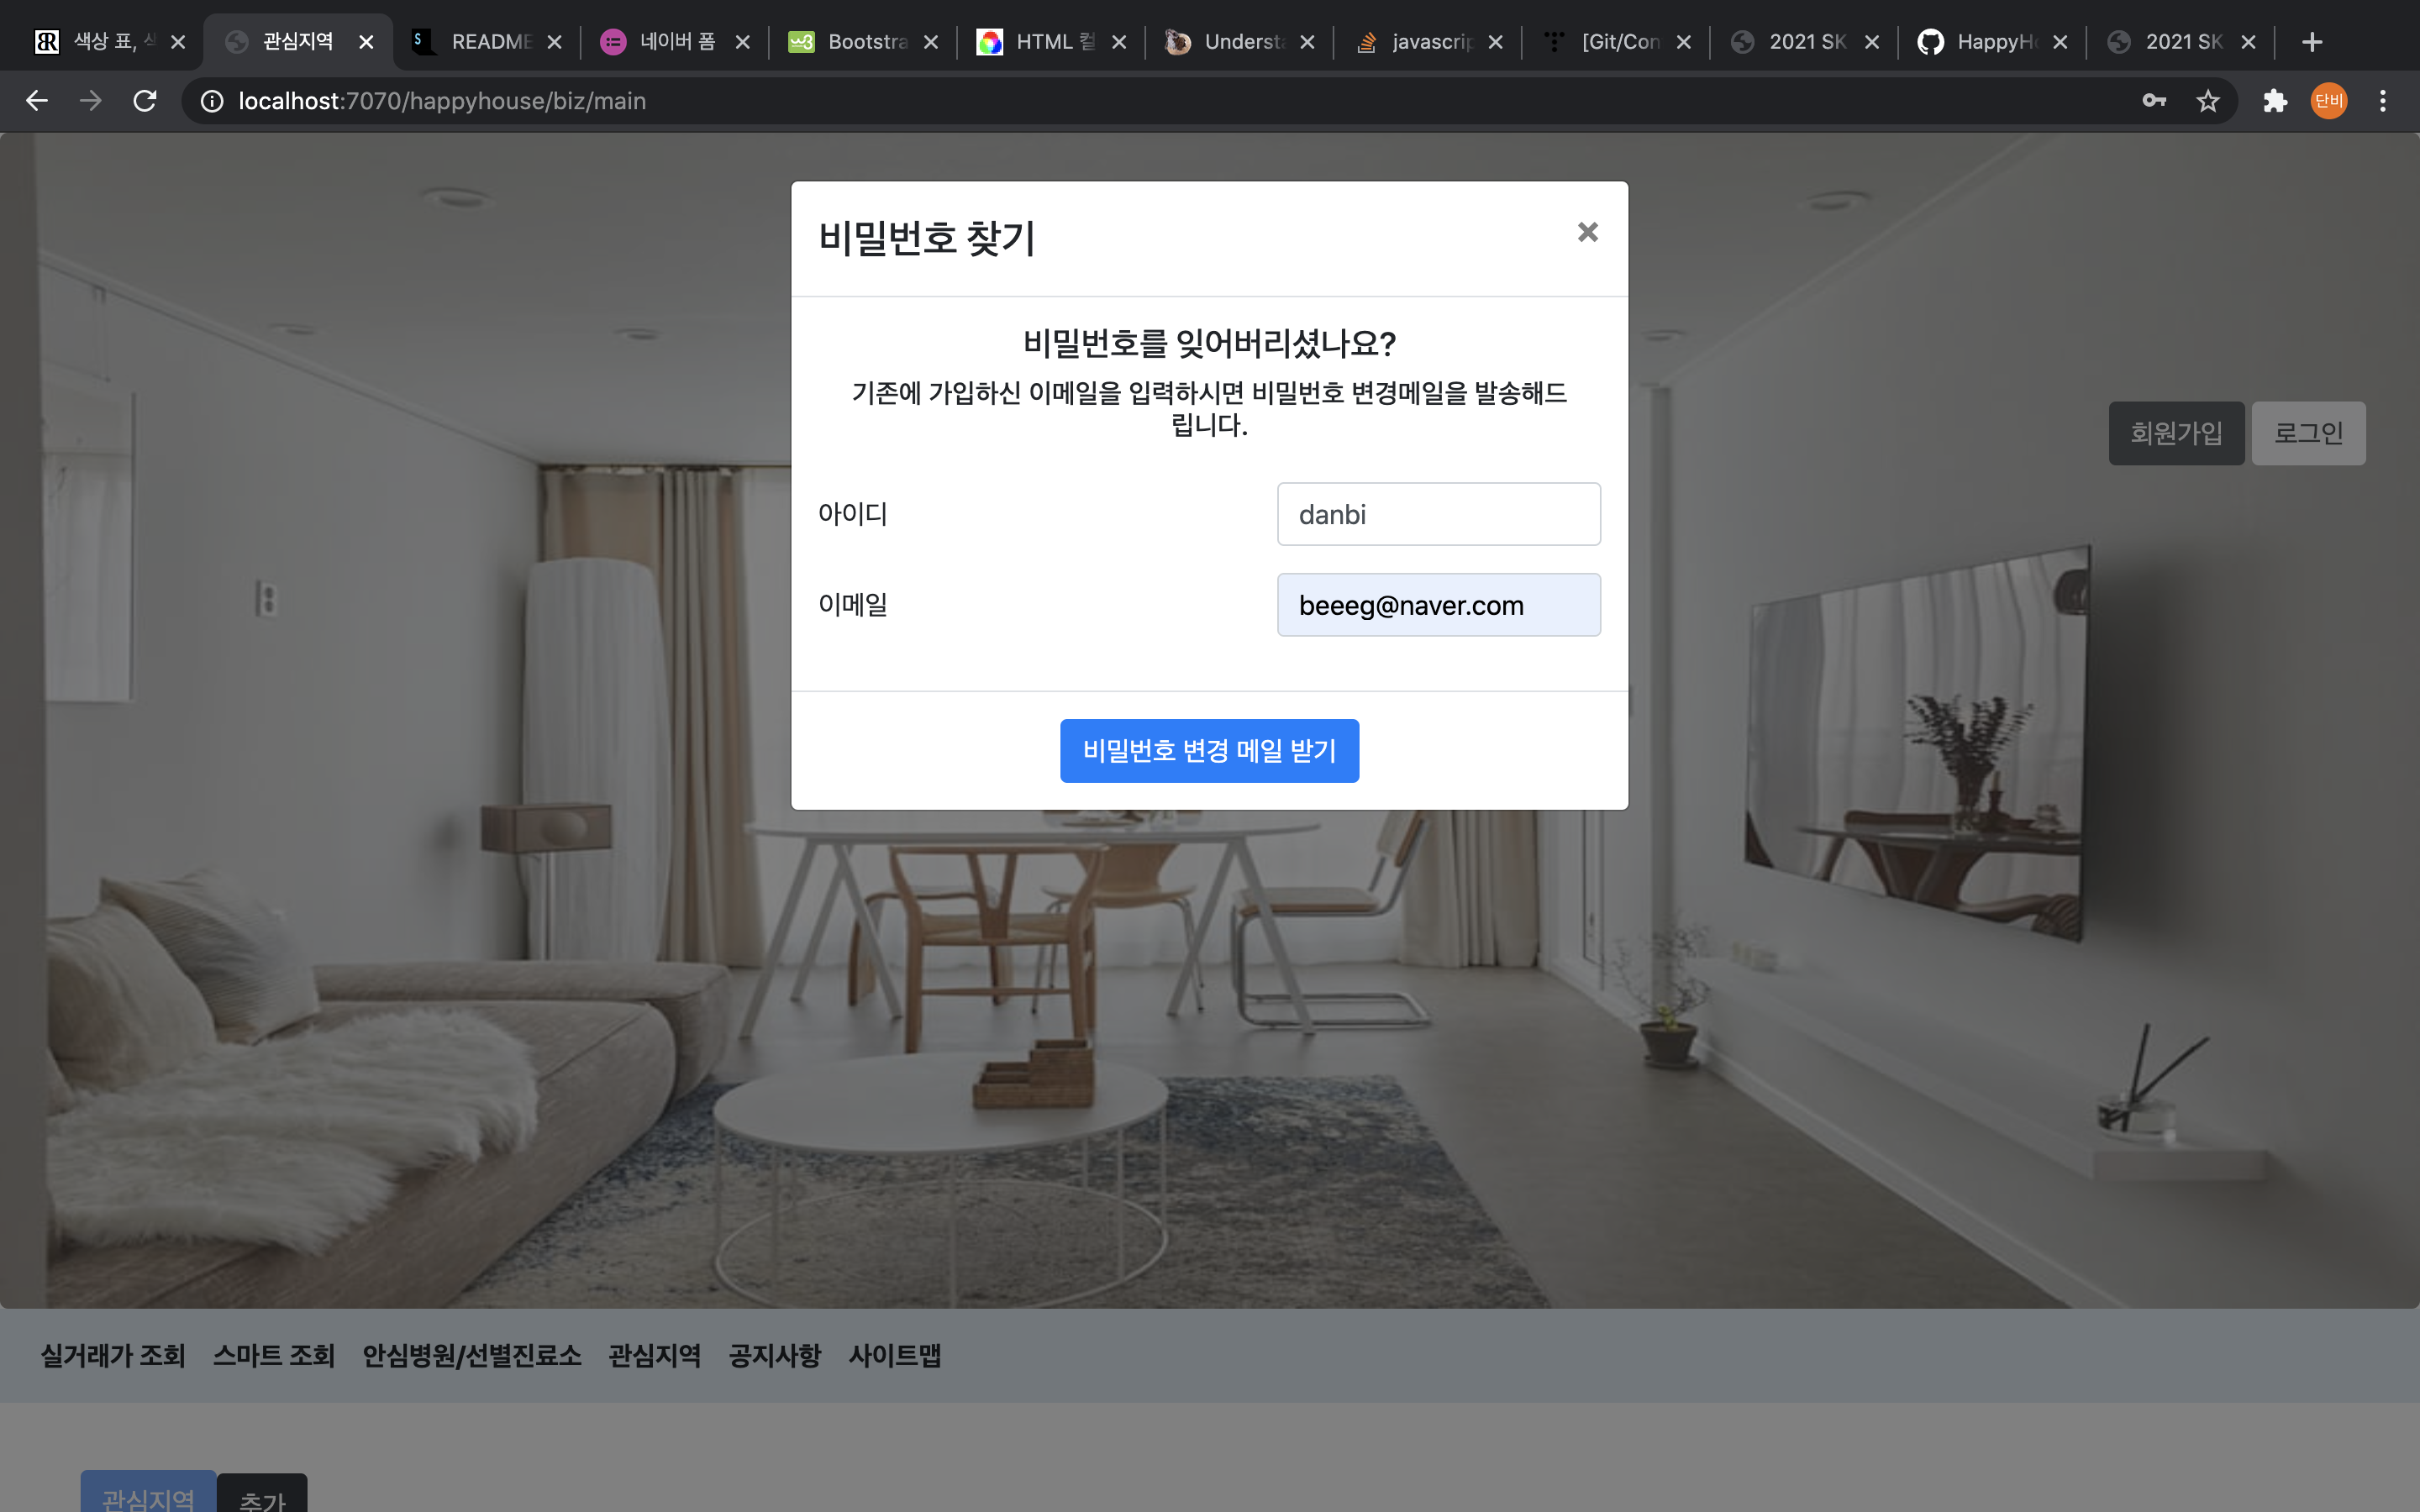 색상 표, 색
관심지역
README
네이버 폼
Bootstra
HTML 컬
Understa
javascrip
[Git/Con
2021 SK
HappyHo
2021 SK
localhost:7070/happyhouse/biz/main
단비
비밀번호 찾기
비밀번호를 잊어버리셨나요?
기존에 가입하신 이메일을 입력하시면 비밀번호 변경메일을 발송해드
립니다.
회원가입 로그인
아이디 danbi
이메일 beeeg@naver.com
비밀번호 변경 메일 받기
실거래가 조회 스마트 조회 안심병원/선별진료소 관심지역 공지사항 사이트맵
관심지역 추가